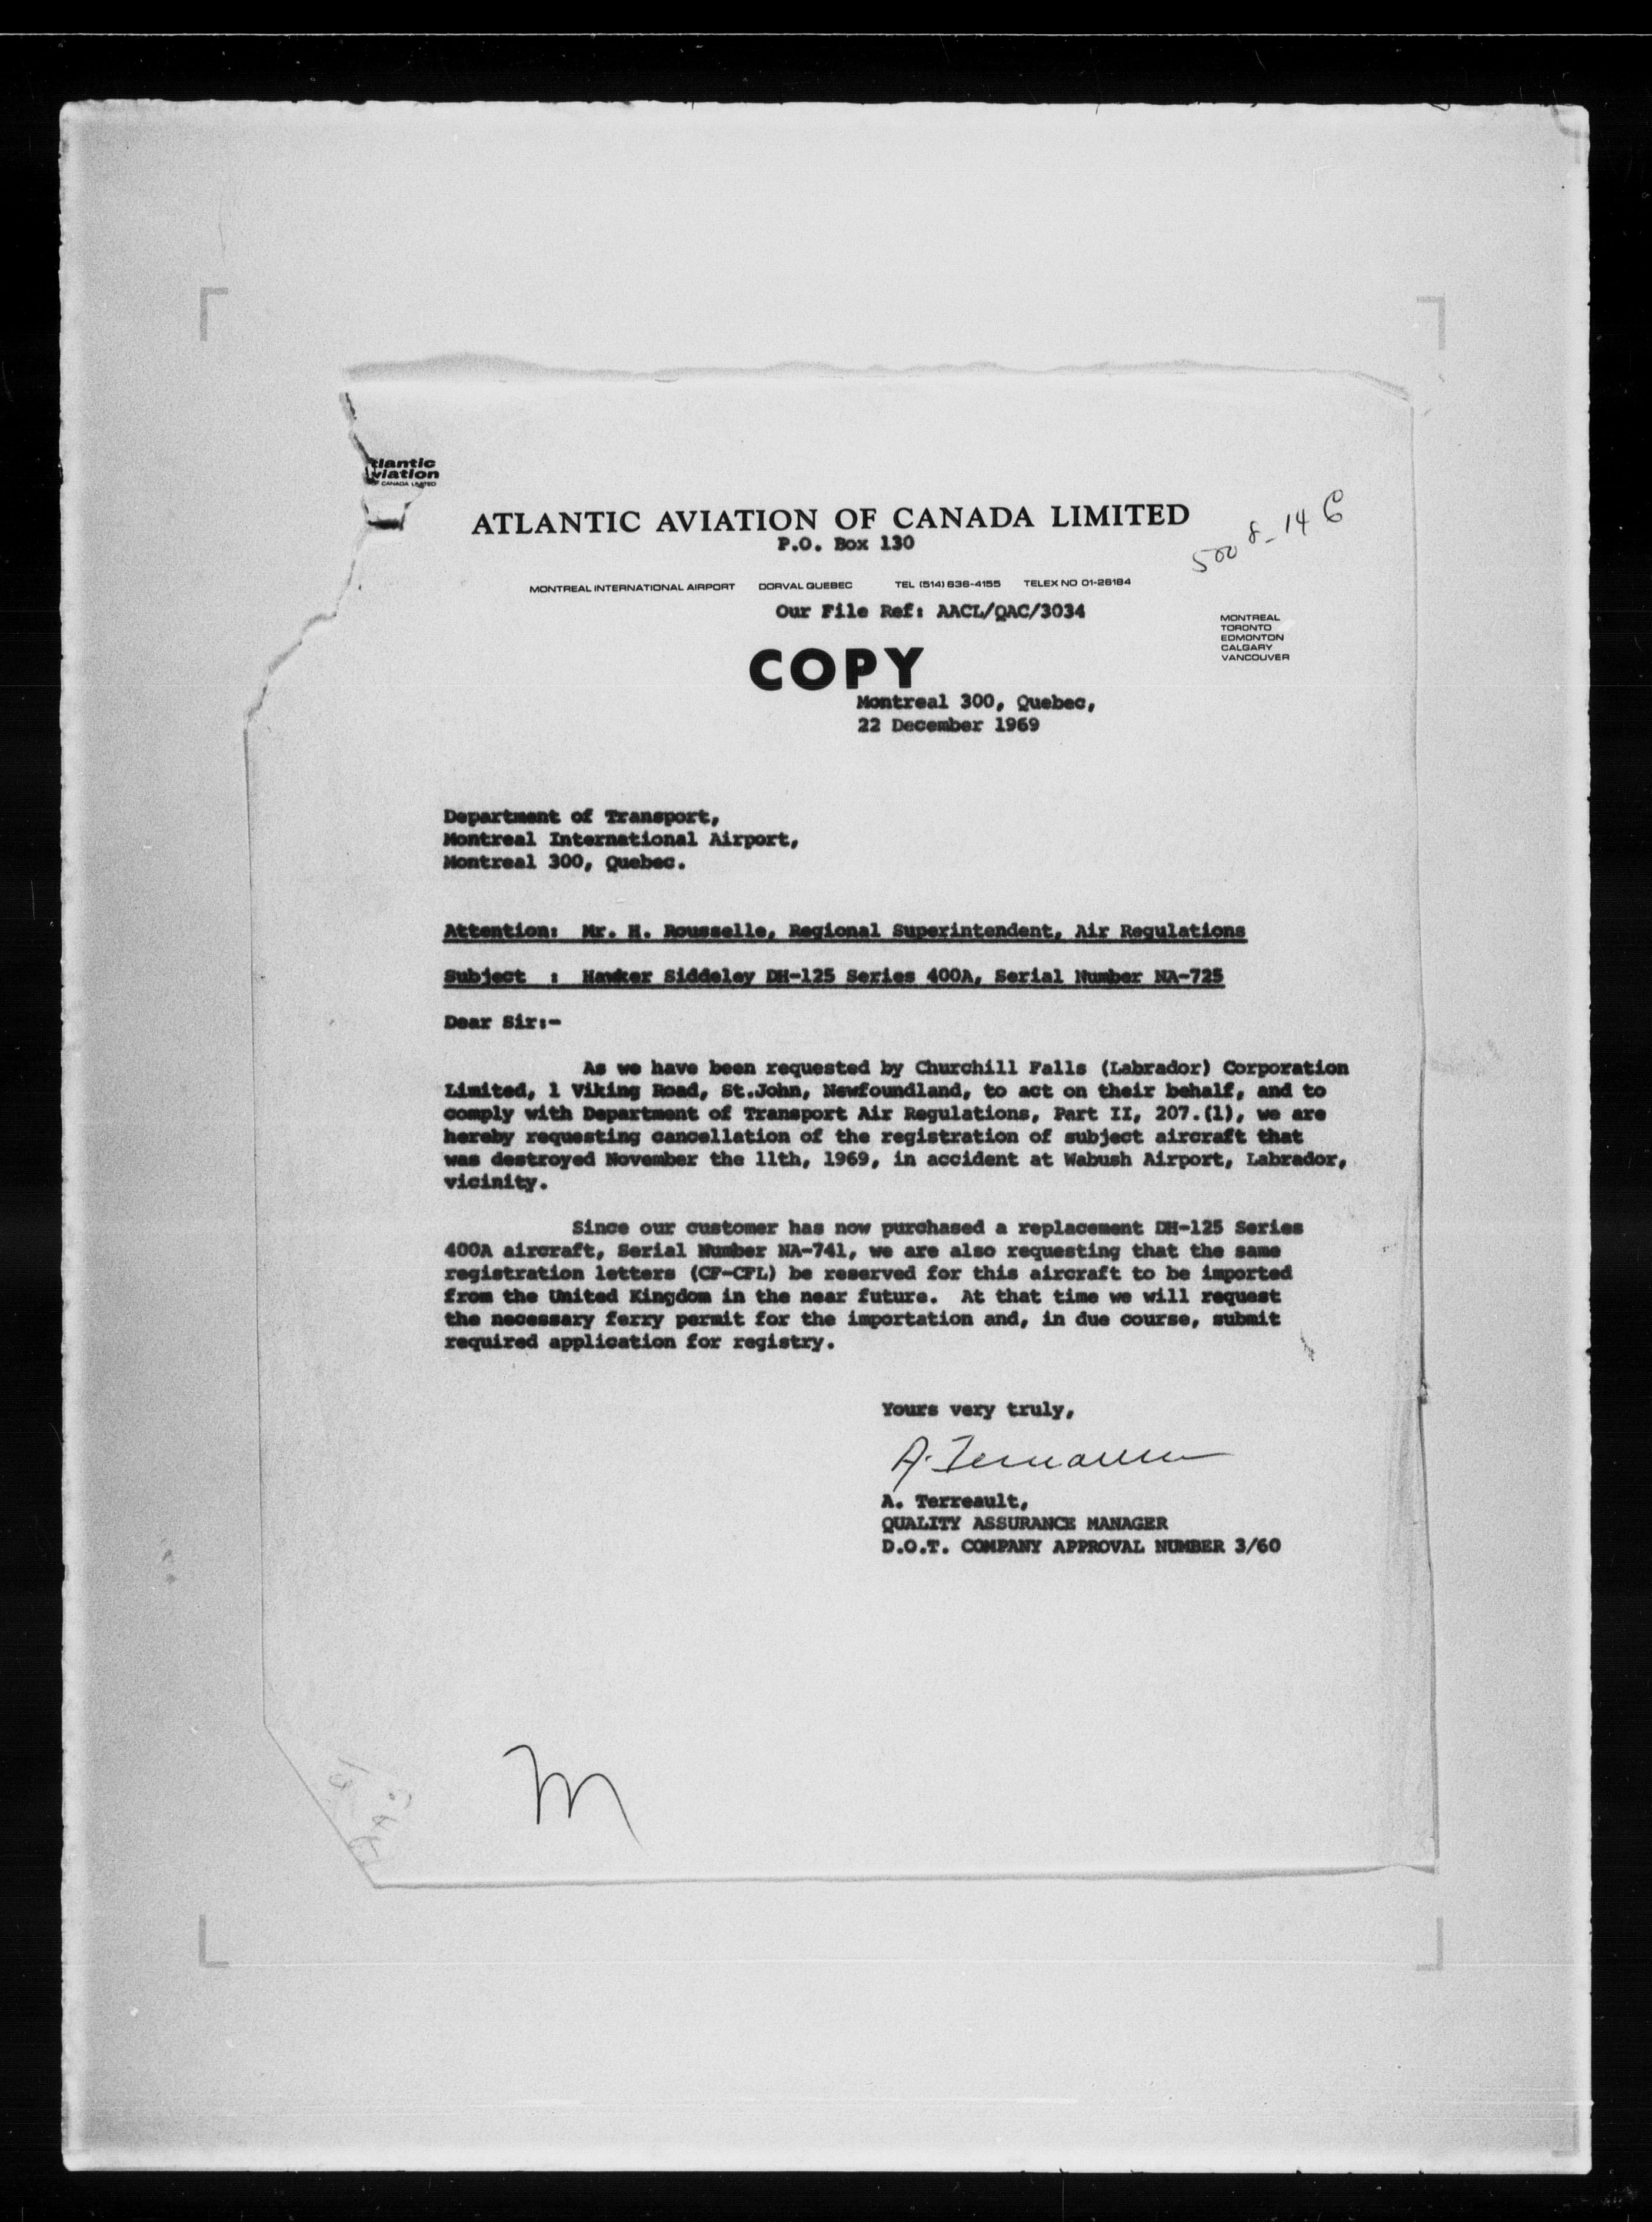 tlantic
viation
OF CANADA LIMITED
ATLANTIC AVIATION OF CANADA LIMITED
P.O. Box 130
5008-14 C
MONTREAL INTERNATIONAL AIRPORT DORVAL QUEBEC TEL (514) 636-4155 TELEX NO 01-26184
Our File Ref: AACL/QAC/3034
MONTREAL
TORONTO
EDMONTON
CALGARY
VANCOUVER
COPY
Montreal 300, Quebec,
22 December 1969
Department of Transport,
Montreal International Airport,
Montreal 300, Quebec.
Attention: Mr. H. Rousselle, Regional Superintendent, Air Regulations
Subject : Hawker Siddeley DH-125 Series 400A, Serial Number NA-725
Dear Sir:-
As we have been requested by Churchill Falls (Labrador) Corporation
Limited, 1 Viking Road, St.John, Newfoundland, to act on their behalf, and to
comply with Department of Transport Air Regulations, Part II, 207.(1), we are
hereby requesting cancellation of the registration of subject aircraft that
was destroyed November the 11th, 1969, in accident at Wabush Airport, Labrador,
vicinity.
Since our customer has now purchased a replacement DH-125 Series
400A aircraft, Serial Number NA-741, we are also requesting that the same
registration letters (CF-CFL) be reserved for this aircraft to be imported
from the United Kingdom in the near future. At that time we will request
the necessary ferry permit for the importation and, in due course, submit
required application for registry.
Yours very truly,
A. Terreault,
QUALITY ASSURANCE MANAGER
D.O.T. COMPANY APPROVAL NUMBER 3/60